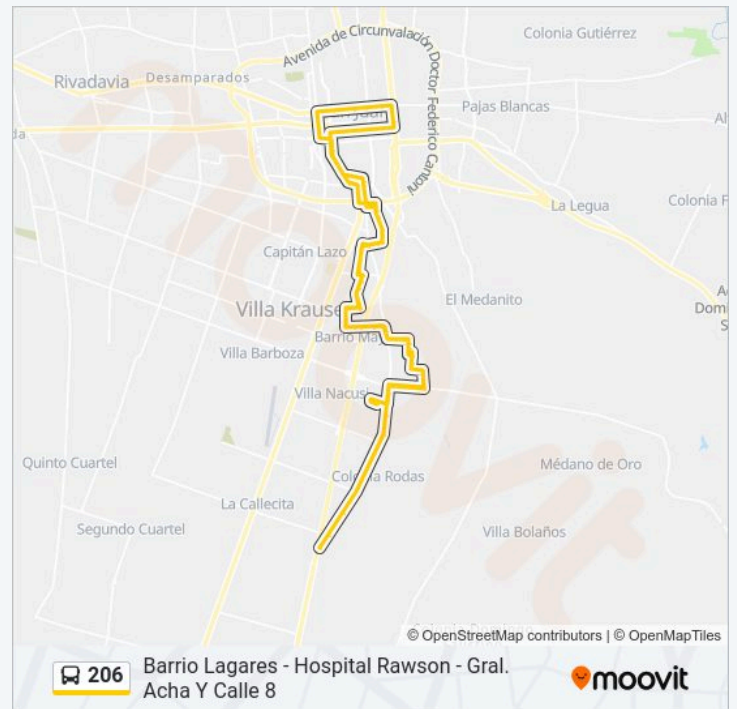 Colonia Gutiérrez
Avenida de Circunvalación Doctor Federico Cantoni
Rivadavia
Desamparados
Pajas Blancas
La Legua
Colonia F
Capitán Lazo
El Medanito
Villa Krause
Villa Barboza
Villa Nacusi
Quinto Cuartel
Colonia Rodas
Médano de Oro
La Callecita
Segundo Cuartel
Villa Bolaños
moovit
© OpenStreetMap contributors | © OpenMapTiles
206
Barrio Lagares - Hospital Rawson - Gral.
Acha Y Calle 8
moovit